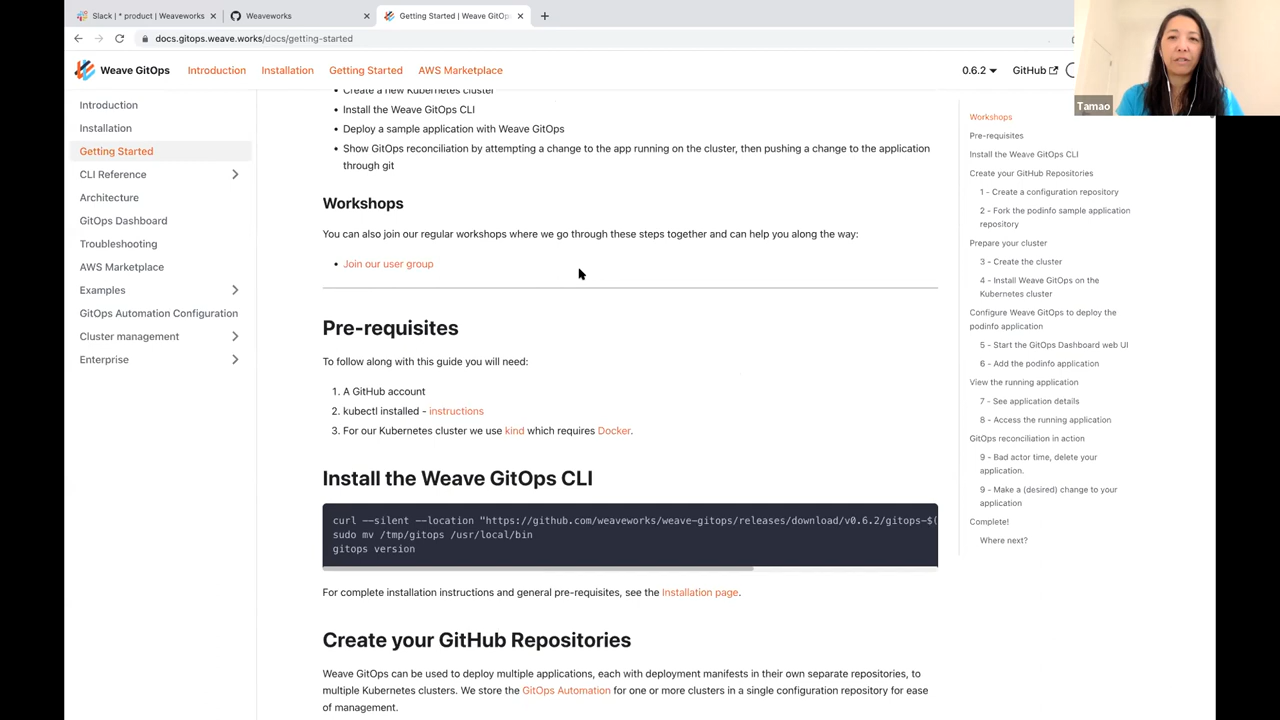 Slack | * product | Weaveworks
Weaveworks
Getting Started | Weave GitOps
docs.gitops.weave.works/docs/getting-started
Weave GitOps
Introduction
Installation
Getting Started
AWS Marketplace
0.6.2
GitHub
Tamao
Introduction
Installation
Getting Started
CLI Reference
Architecture
GitOps Dashboard
Troubleshooting
AWS Marketplace
Examples
GitOps Automation Configuration
Cluster management
Enterprise
Create a new Kubernetes cluster
Install the Weave GitOps CLI
Deploy a sample application with Weave GitOps
Show GitOps reconciliation by attempting a change to the app running on the cluster, then pushing a change to the application
through git
Workshops
You can also join our regular workshops where we go through these steps together and can help you along the way:
Join our user group
Pre-requisites
To follow along with this guide you will need:
1. A GitHub account
2. kubectl installed - instructions
3. For our Kubernetes cluster we use kind which requires Docker.
Install the Weave GitOps CLI
curl --silent --location "https://github.com/weaveworks/weave-gitops/releases/download/v0.6.2/gitops-$(
sudo mv /tmp/gitops /usr/local/bin
gitops version
For complete installation instructions and general pre-requisites, see the Installation page.
Create your GitHub Repositories
Weave GitOps can be used to deploy multiple applications, each with deployment manifests in their own separate repositories, to
multiple Kubernetes clusters. We store the GitOps Automation for one or more clusters in a single configuration repository for ease
of management.
Workshops
Pre-requisites
Install the Weave GitOps CLI
Create your GitHub Repositories
1 - Create a configuration repository
2 - Fork the podinfo sample application
repository
Prepare your cluster
3 - Create the cluster
4 - Install Weave GitOps on the
Kubernetes cluster
Configure Weave GitOps to deploy the
podinfo application
5 - Start the GitOps Dashboard web UI
6 - Add the podinfo application
View the running application
7 - See application details
8 - Access the running application
GitOps reconciliation in action
9 - Bad actor time, delete your
application.
9 - Make a (desired) change to your
application
Complete!
Where next?